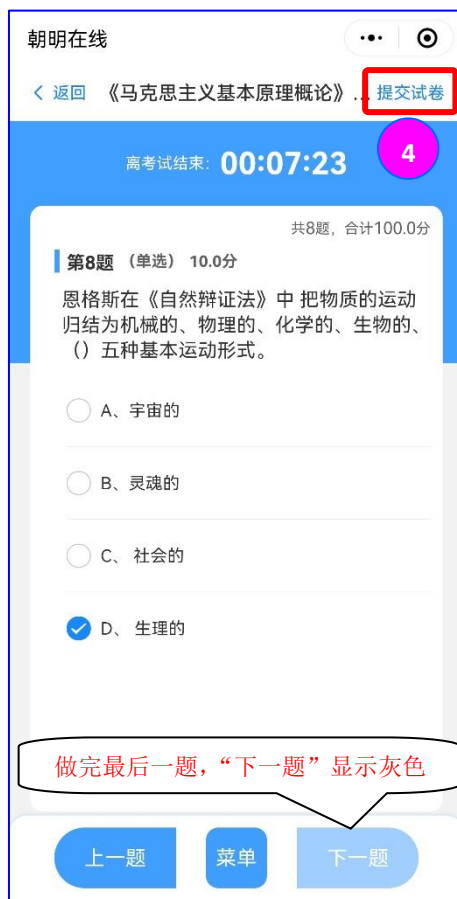 朝明在线
返回 《马克思主义基本原理概论》... 提交试卷
离考试结束: 00:07:23 4
共8题，合计100.0分
第8题 （单选） 10.0分
恩格斯在《自然辩证法》中 把物质的运动
归结为机械的、物理的、化学的、生物的、
（）五种基本运动形式。
A、宇宙的
B、灵魂的
C、 社会的
D、 生理的
做完最后一题，“下一题”显示灰色
上一题 菜单 下一题